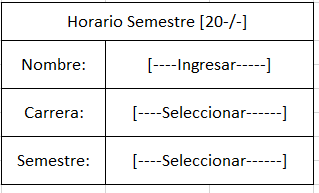 Horario Semestre [20-/-]
Nombre: [----Ingresar-----]
Carrera: [----Seleccionar------]
Semestre: [----Seleccionar------]